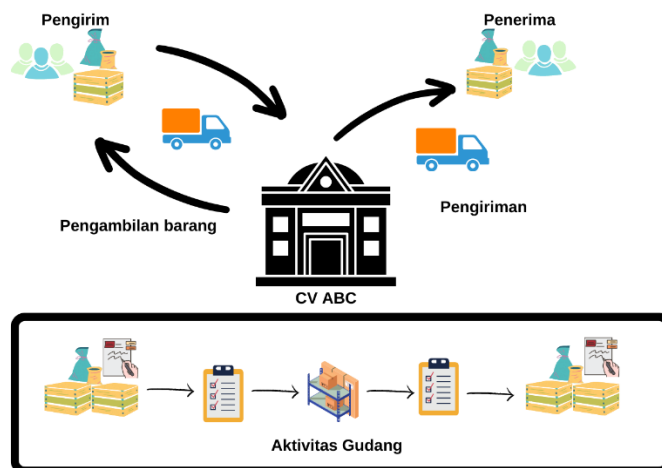 Pengirim
Penerima
Pengambilan barang
Pengiriman
CV ABC
Aktivitas Gudang